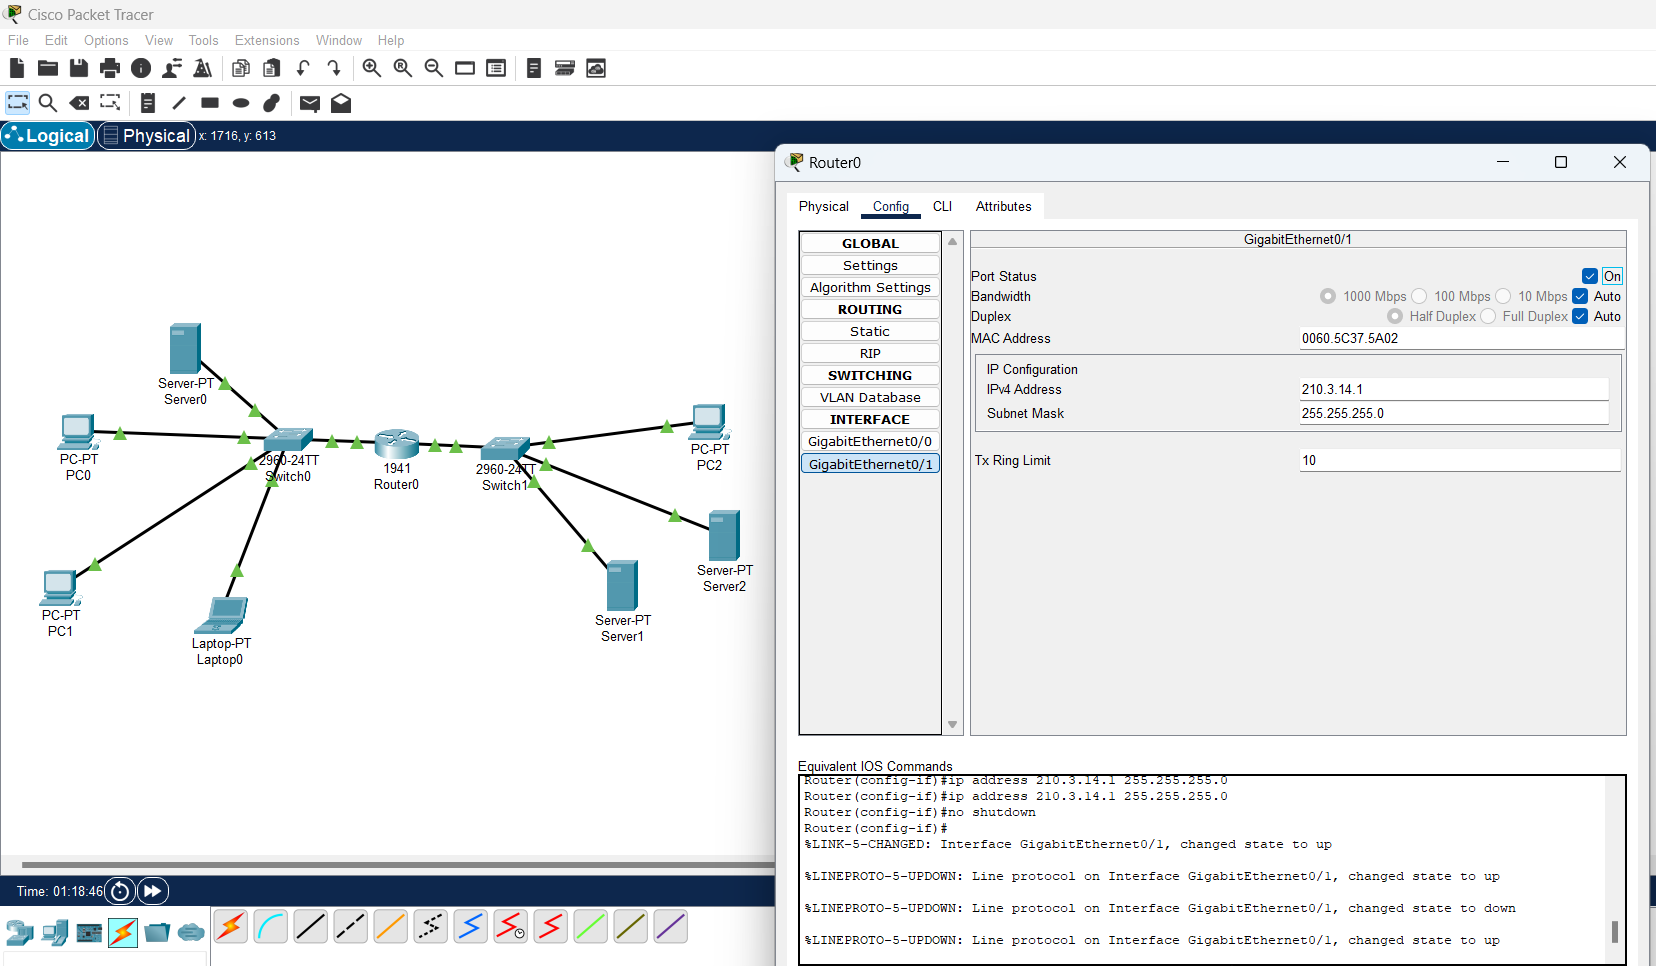 Cisco Packet Tracer
File Edit Options View Tools Extensions Window Help
Logical Physical x: 1716, y: 613
Server-PT
Server0
PC-PT
PC0
2960-24TT
Switch0
1941
Router0
2960-24TT
Switch1
PC-PT
PC2
Server-PT
Server2
Server-PT
Server1
PC-PT
PC1
Laptop-PT
Laptop0
Time: 01:18:46
Router0
Physical Config CLI Attributes
GLOBAL
Settings
Algorithm Settings
ROUTING
Static
RIP
SWITCHING
VLAN Database
INTERFACE
GigabitEthernet0/0
GigabitEthernet0/1
GigabitEthernet0/1
Port Status On
Bandwidth 1000 Mbps 100 Mbps 10 Mbps Auto
Duplex Half Duplex Full Duplex Auto
MAC Address 0060.5C37.5A02
IP Configuration
IPv4 Address 210.3.14.1
Subnet Mask 255.255.255.0
Tx Ring Limit 10
Equivalent IOS Commands
Router(config-if)#ip address 210.3.14.1 255.255.255.0
Router(config-if)#ip address 210.3.14.1 255.255.255.0
Router(config-if)#no shutdown
Router(config-if)#
%LINK-5-CHANGED: Interface GigabitEthernet0/1, changed state to up
%LINEPROTO-5-UPDOWN: Line protocol on Interface GigabitEthernet0/1, changed state to up
%LINEPROTO-5-UPDOWN: Line protocol on Interface GigabitEthernet0/1, changed state to down
%LINEPROTO-5-UPDOWN: Line protocol on Interface GigabitEthernet0/1, changed state to up